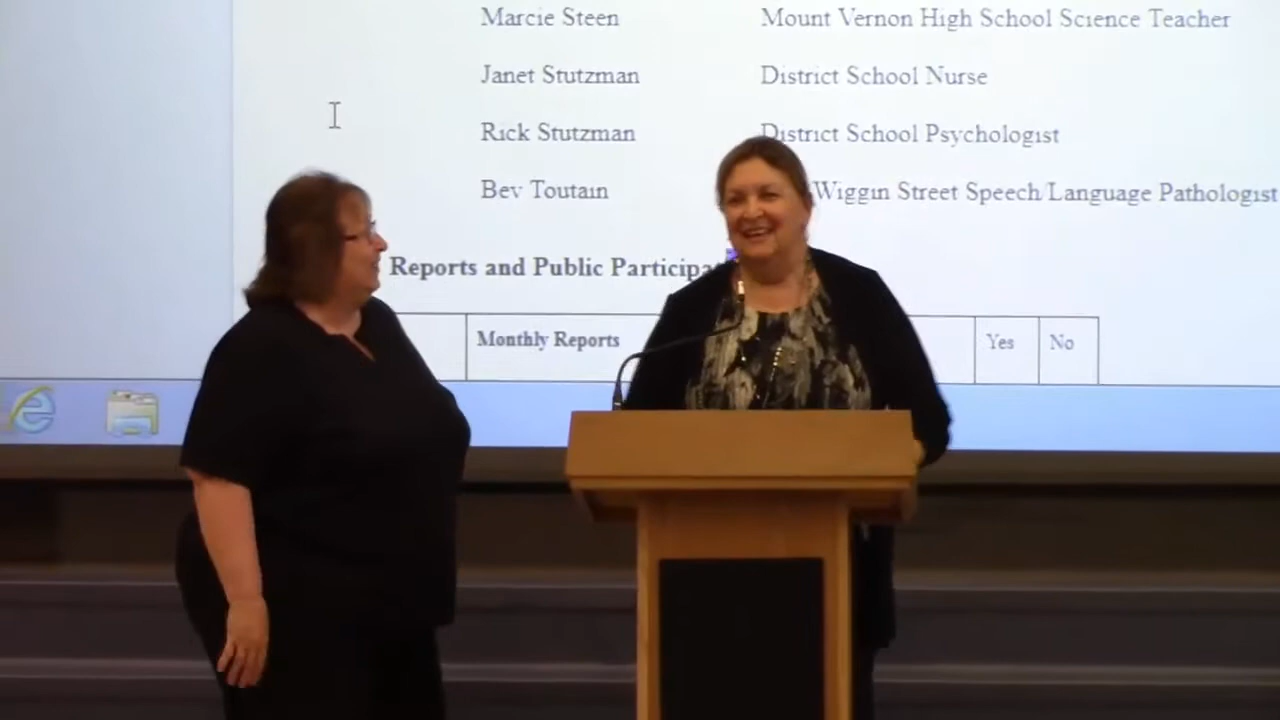 Marcie Steen Mount Vernon High School Science Teacher
Janet Stutzman District School Nurse
Rick Stutzman District School Psychologist
Bev Toutain Wiggin Street Speech/Language Pathologist
Reports and Public
Monthly Reports Yes No